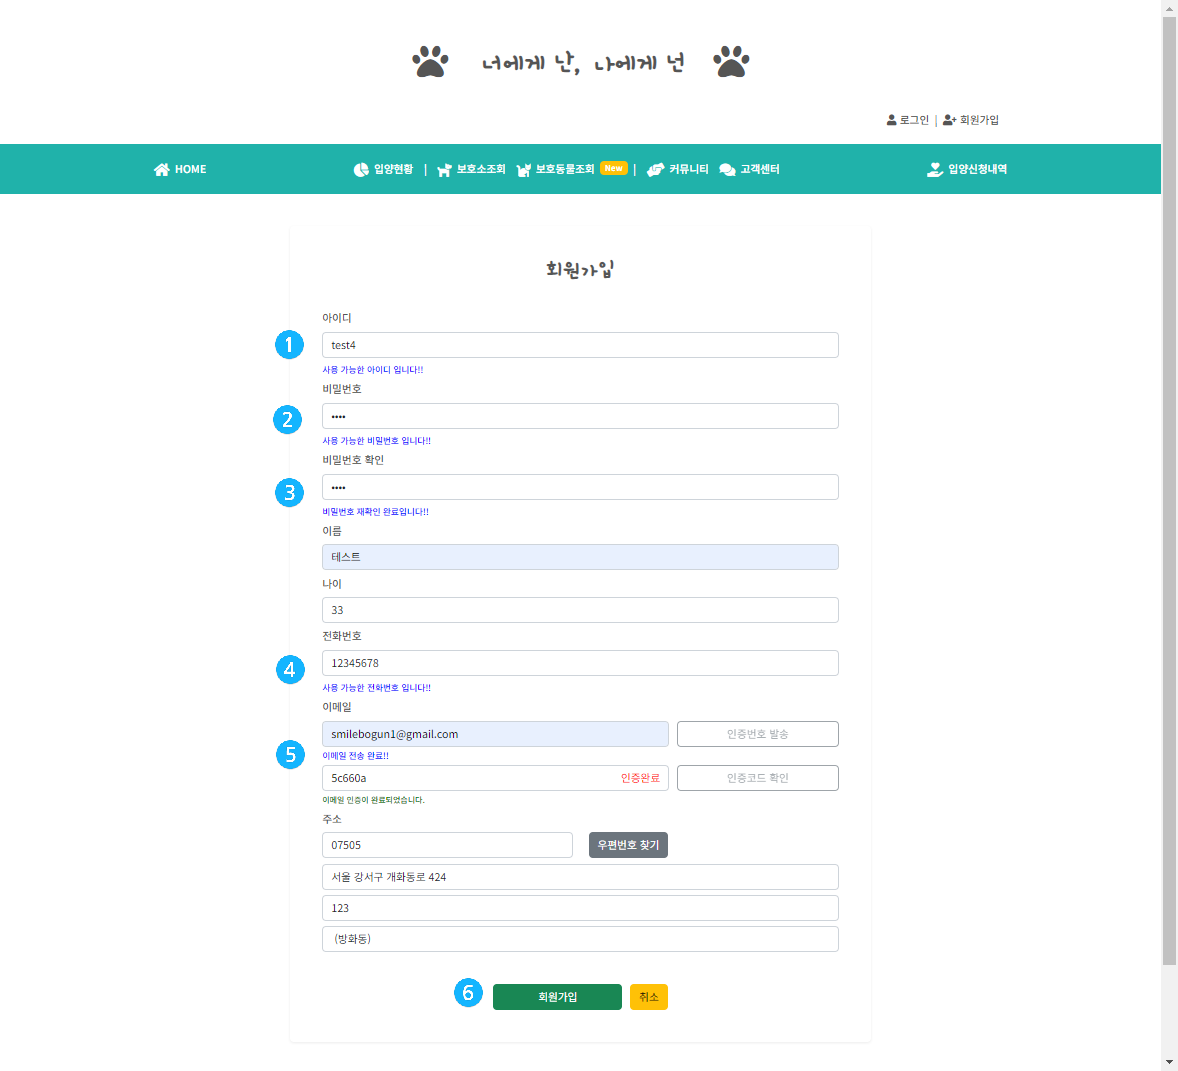 너에게 난, 나에게 넌
로그인 | 회원가입
HOME 입양현황 | 보호소조회 보호동물조회 New | 커뮤니티 고객센터 입양신청내역
회원가입
아이디
1 test4
사용 가능한 아이디 입니다!!
비밀번호
2 ••••
사용 가능한 비밀번호 입니다!!
비밀번호 확인
3 ••••
비밀번호 재확인 완료입니다!!
이름
테스트
나이
33
전화번호
4 12345678
사용 가능한 전화번호 입니다!!
이메일
smilebogun1@gmail.com 인증번호 발송
5 이메일 전송 완료!!
5c660a 인증완료 인증코드 확인
이메일 인증이 완료되었습니다.
주소
07505 우편번호 찾기
서울 강서구 개화동로 424
123
(방화동)
6 회원가입 취소